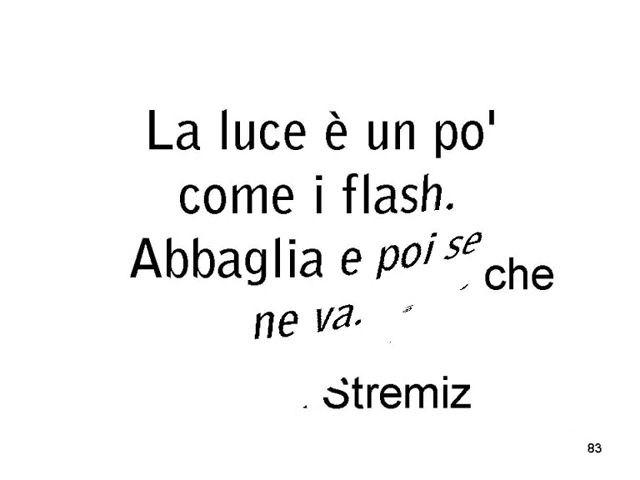 La luce è un po'
come i flash.
Abbaglia e poi se
che
ne va.
Stremiz
83